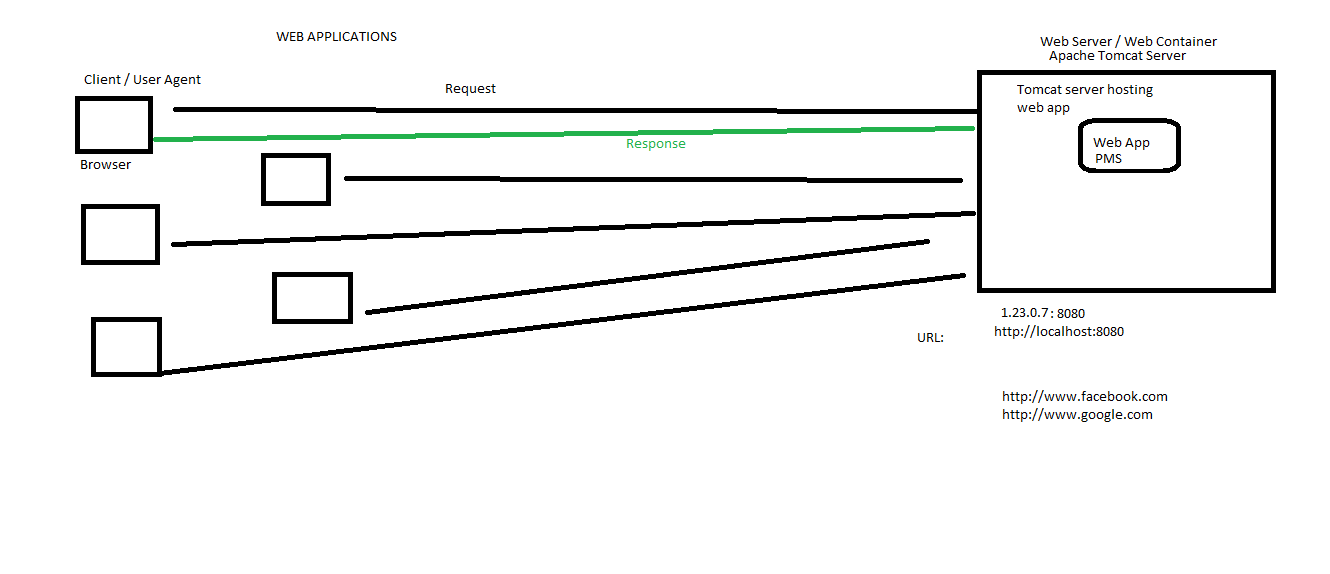 WEB APPLICATIONS
Web Server / Web Container
Apache Tomcat Server
Client / User Agent
Request
Tomcat server hosting
web app
Response
Web App
PMS
Browser
1.23.0.7: 8080
http://localhost:8080
URL:
http://www.facebook.com
http://www.google.com